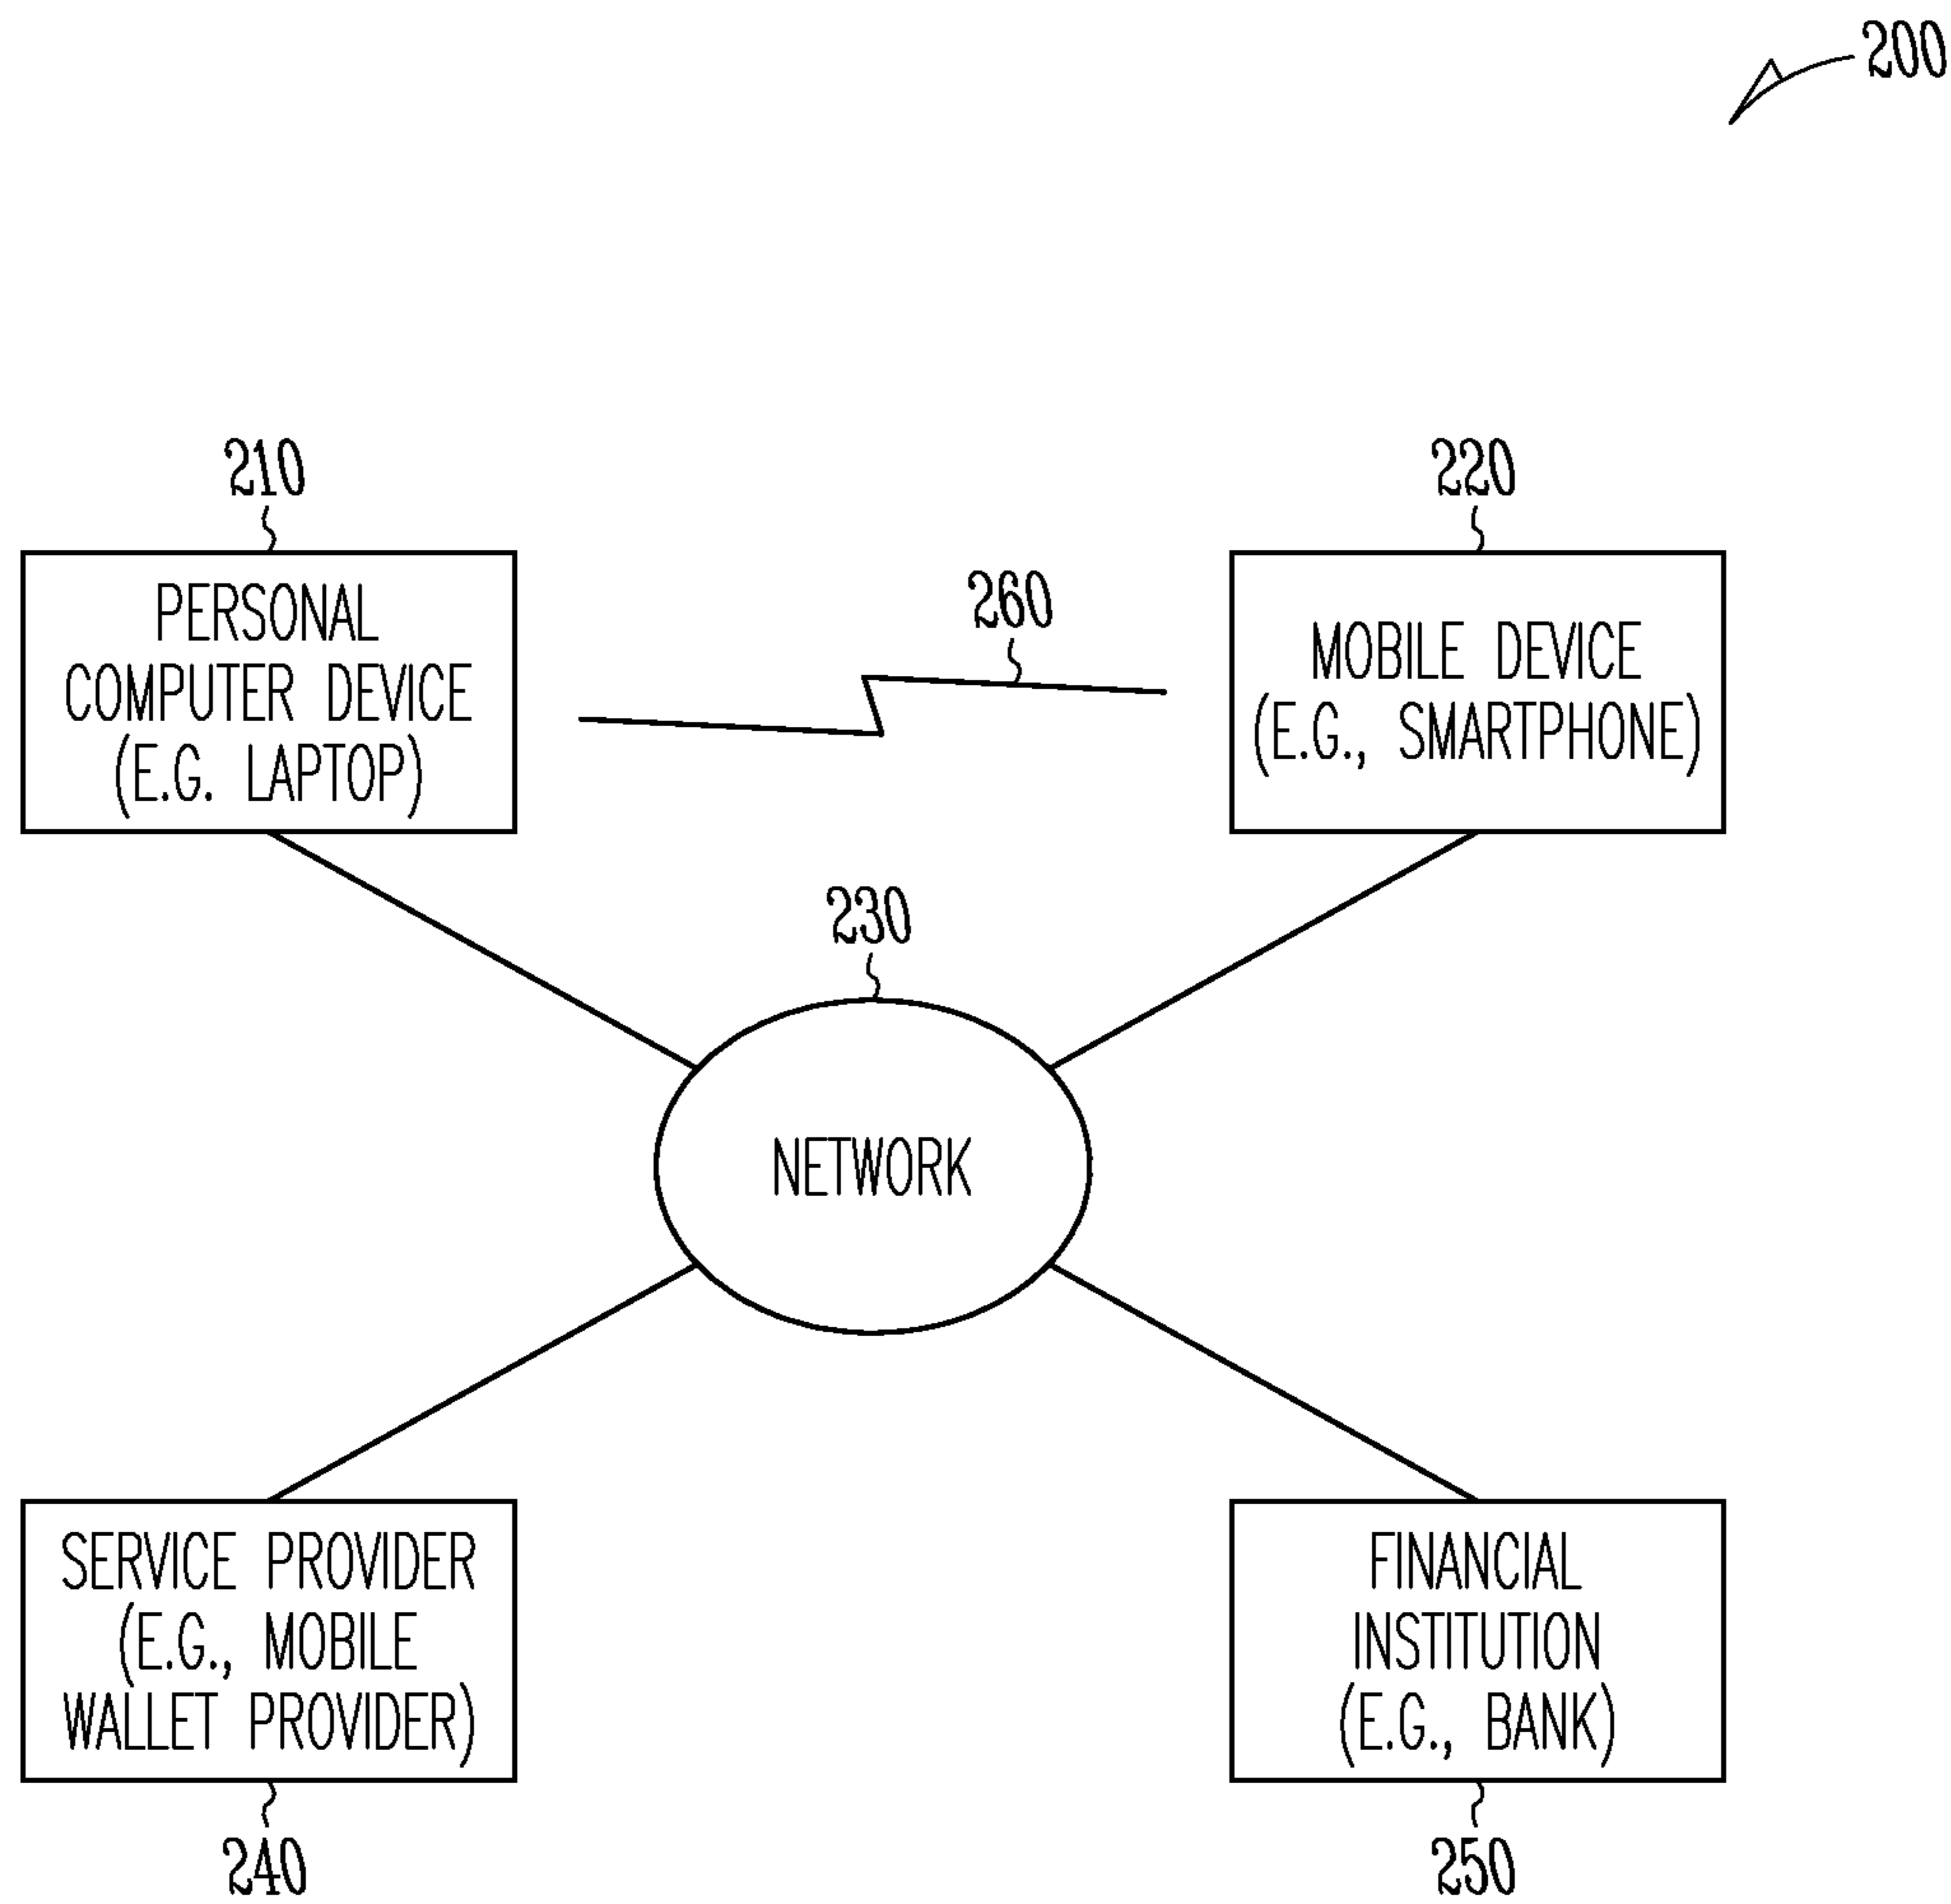 200
210
PERSONAL
COMPUTER DEVICE
(E.G. LAPTOP)
260
220
MOBILE DEVICE
(E.G., SMARTPHONE)
230
NETWORK
SERVICE PROVIDER
(E.G., MOBILE
WALLET PROVIDER)
240
FINANCIAL
INSTITUTION
(E.G., BANK)
250